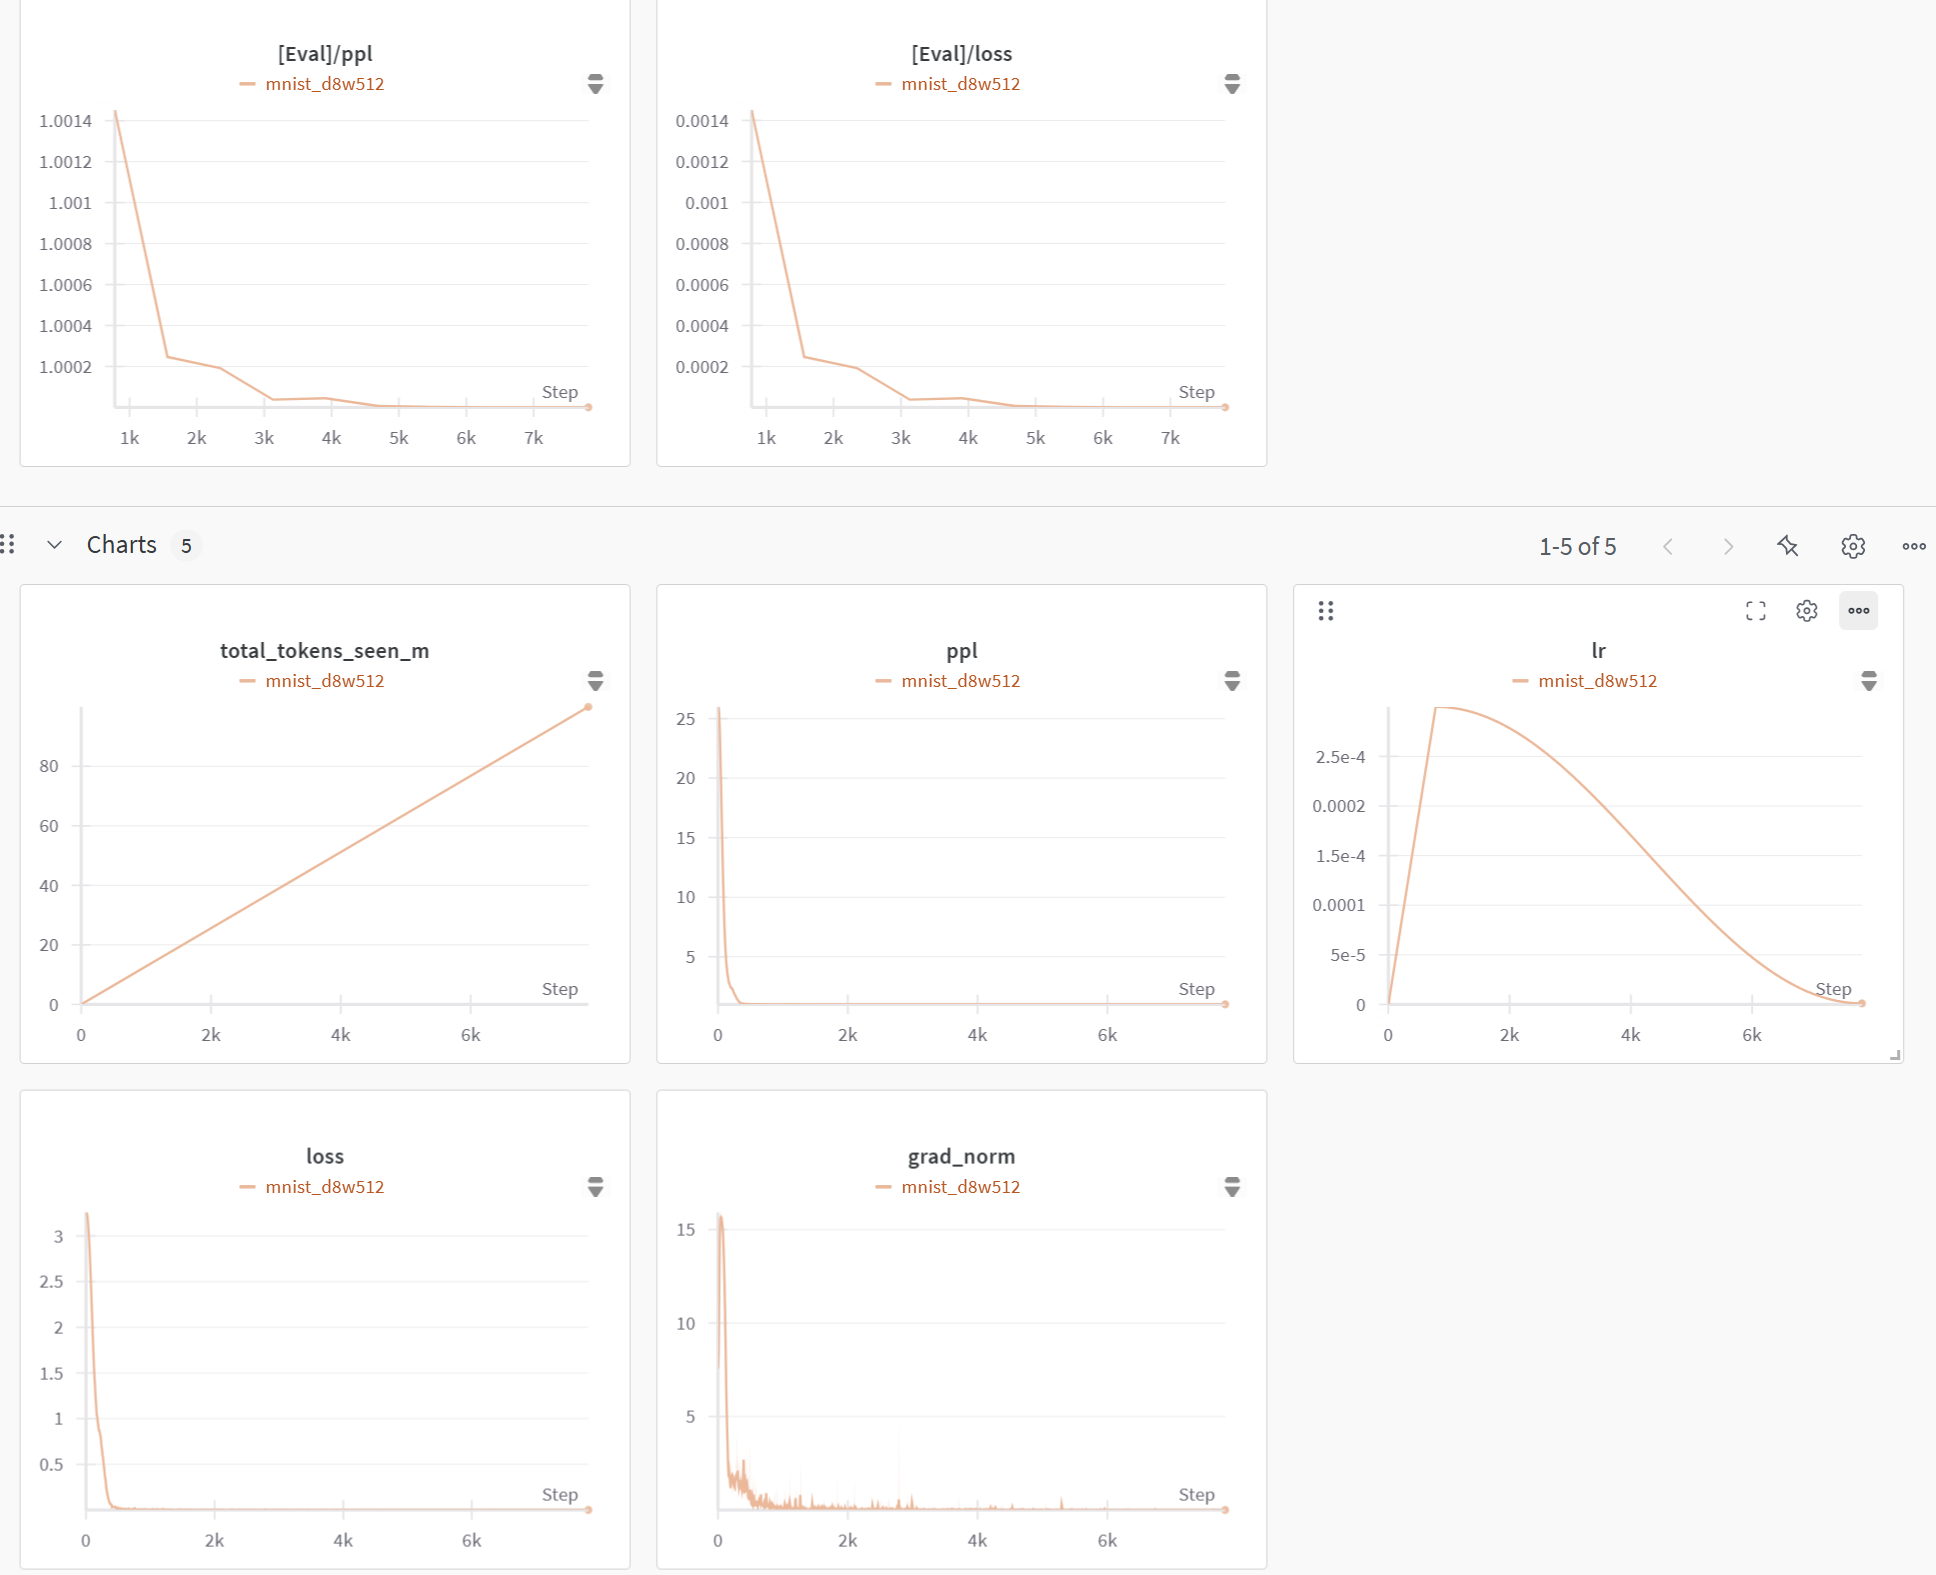 [Eval]/ppl
mnist_d8w512
1.0014
1.0012
1.001
1.0008
1.0006
1.0004
1.0002
Step
1k 2k 3k 4k 5k 6k 7k
[Eval]/loss
mnist_d8w512
0.0014
0.0012
0.001
0.0008
0.0006
0.0004
0.0002
Step
1k 2k 3k 4k 5k 6k 7k
Charts 5
1-5 of 5
total_tokens_seen_m
mnist_d8w512
80
60
40
20
0
Step
0 2k 4k 6k
ppl
mnist_d8w512
25
20
15
10
5
Step
0 2k 4k 6k
lr
mnist_d8w512
2.5e-4
0.0002
1.5e-4
0.0001
5e-5
0
Step
0 2k 4k 6k
loss
mnist_d8w512
3
2.5
2
1.5
1
0.5
Step
0 2k 4k 6k
grad_norm
mnist_d8w512
15
10
5
Step
0 2k 4k 6k